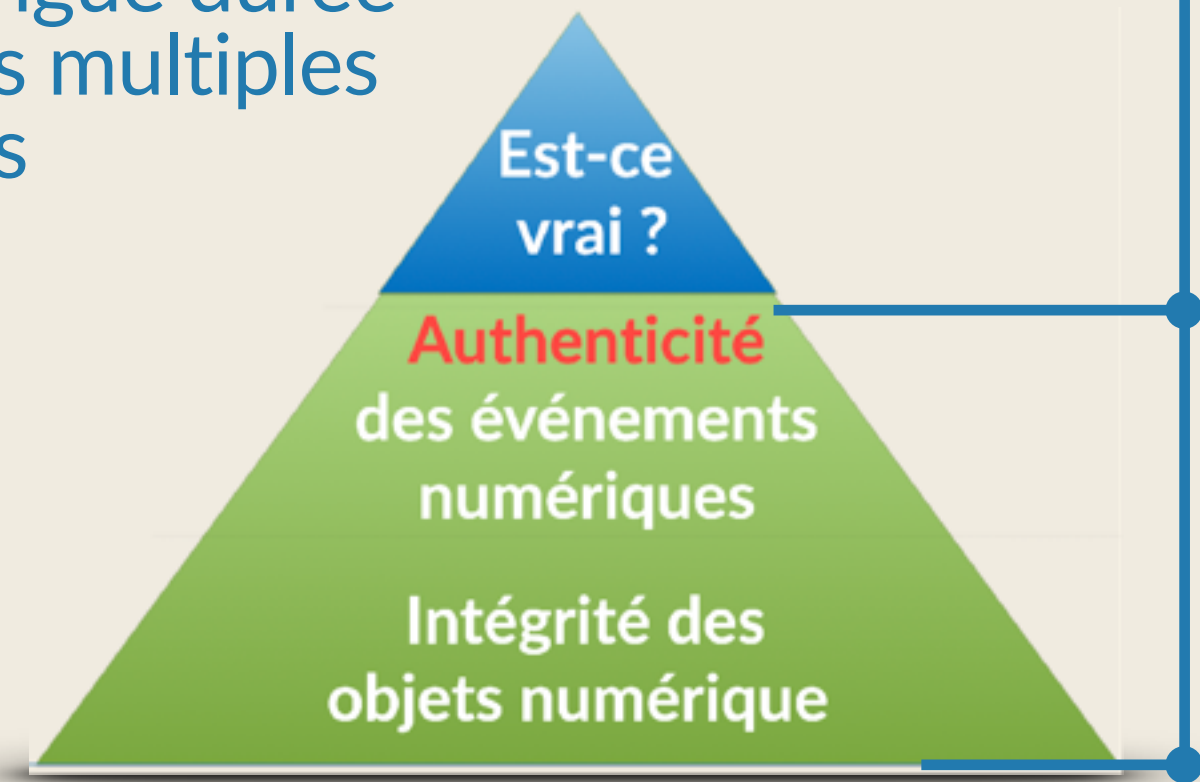 multiples
Est-ce
vrai ?
Authenticité
des événements
numériques
Intégrité des
objets numérique